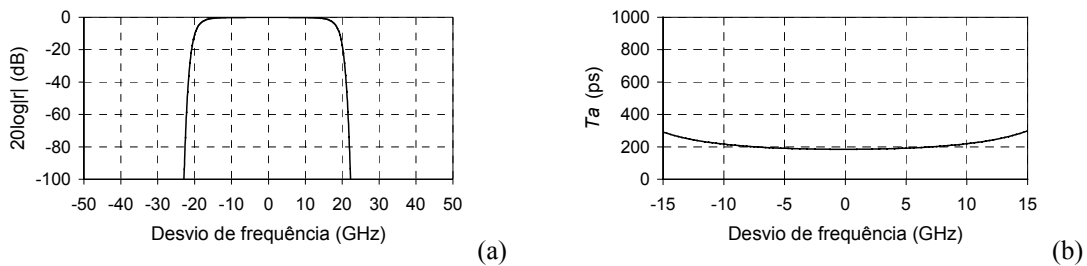 20log|r| (dB)
0
-20
-40
-60
-80
-100
-50 -40 -30 -20 -10 0 10 20 30 40 50
Desvio de frequência (GHz)
(a)
Ta (ps)
1000
800
600
400
200
0
-15 -10 -5 0 5 10 15
Desvio de frequência (GHz)
(b)